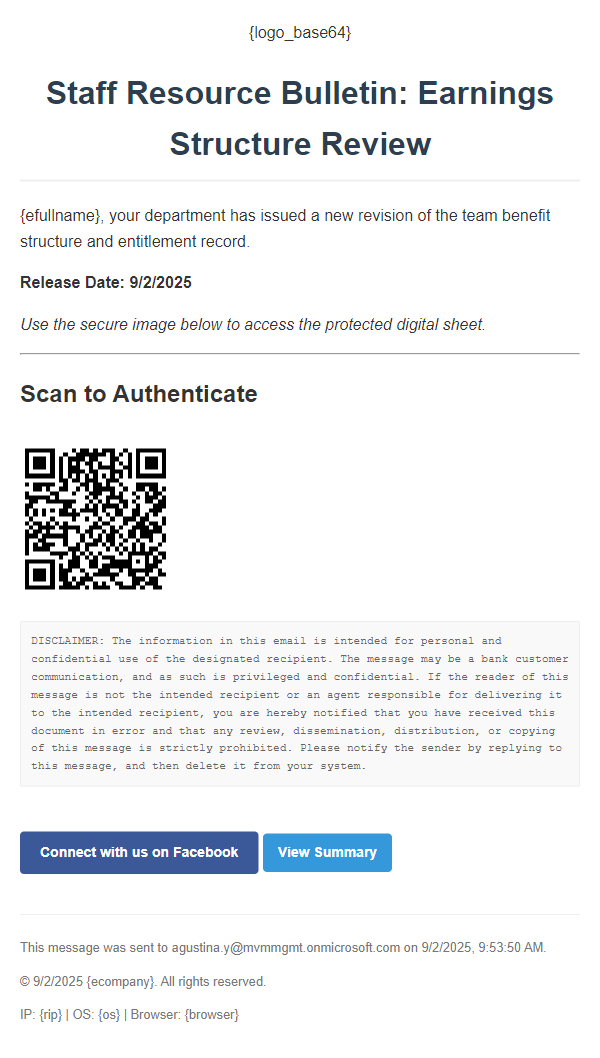 {logo_base64}
Staff Resource Bulletin: Earnings
Structure Review
{efullname}, your department has issued a new revision of the team benefit
structure and entitlement record.
Release Date: 9/2/2025
Use the secure image below to access the protected digital sheet.
Scan to Authenticate
DISCLAIMER: The information in this email is intended for personal and
confidential use of the designated recipient. The message may be a bank customer
communication, and as such is privileged and confidential. If the reader of this
message is not the intended recipient or an agent responsible for delivering it
to the intended recipient, you are hereby notified that you have received this
document in error and that any review, dissemination, distribution, or copying
of this message is strictly prohibited. Please notify the sender by replying to
this message, and then delete it from your system.
Connect with us on Facebook
View Summary
This message was sent to agustina.y@mvmmgmt.onmicrosoft.com on 9/2/2025, 9:53:50 AM.
© 9/2/2025 {ecompany}. All rights reserved.
IP: {rip} | OS: {os} | Browser: {browser}